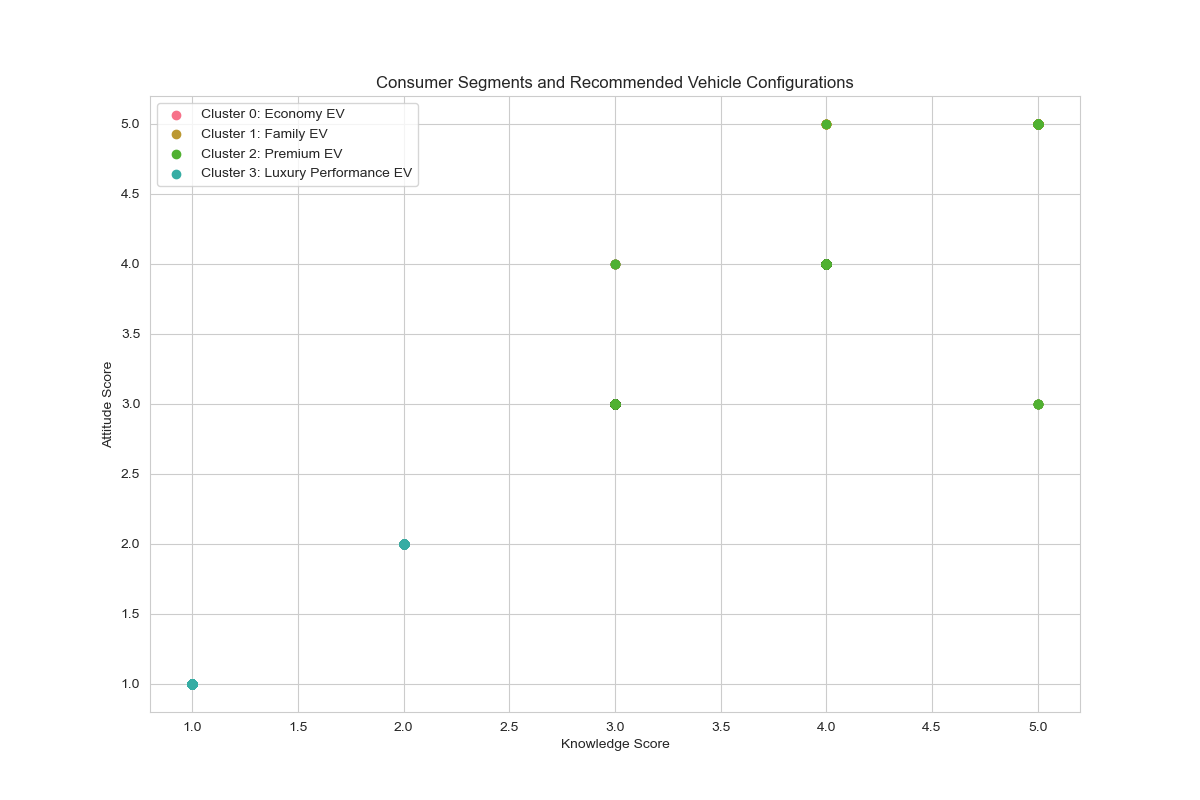 Consumer Segments and Recommended Vehicle Configurations
Cluster 0: Economy EV
Cluster 1: Family EV
Cluster 2: Premium EV
Cluster 3: Luxury Performance EV
5.0
4.5
4.0
3.5
3.0
2.5
2.0
1.5
1.0
Attitude Score
1.0 1.5 2.0 2.5 3.0 3.5 4.0 4.5 5.0
Knowledge Score